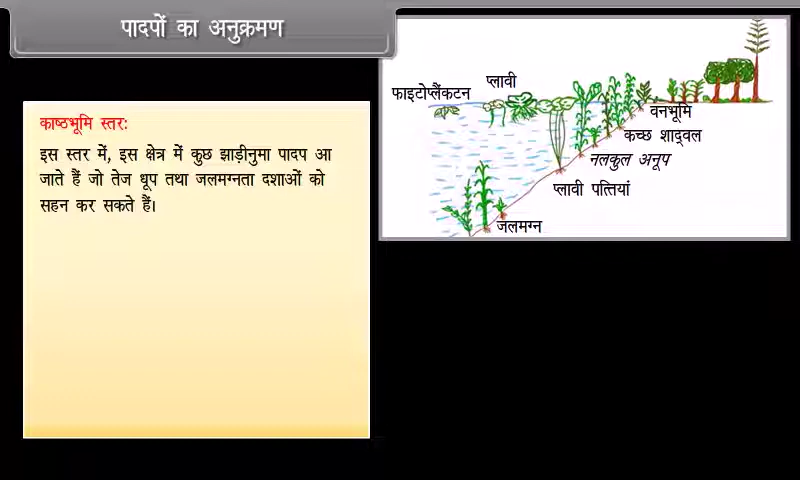 पादपों का अनुक्रमण
काष्ठभूमि स्तर:
इस स्तर में, इस क्षेत्र में कुछ झाड़ीनुमा पादप आ
जाते हैं जो तेज धूप तथा जलमग्नता दशाओं को
सहन कर सकते हैं।
फाइटोप्लैंकटन
प्लावी
वनभूमि
कच्छ शाद्वल
नलकुल अनूप
प्लावी पत्तियां
जलमग्न